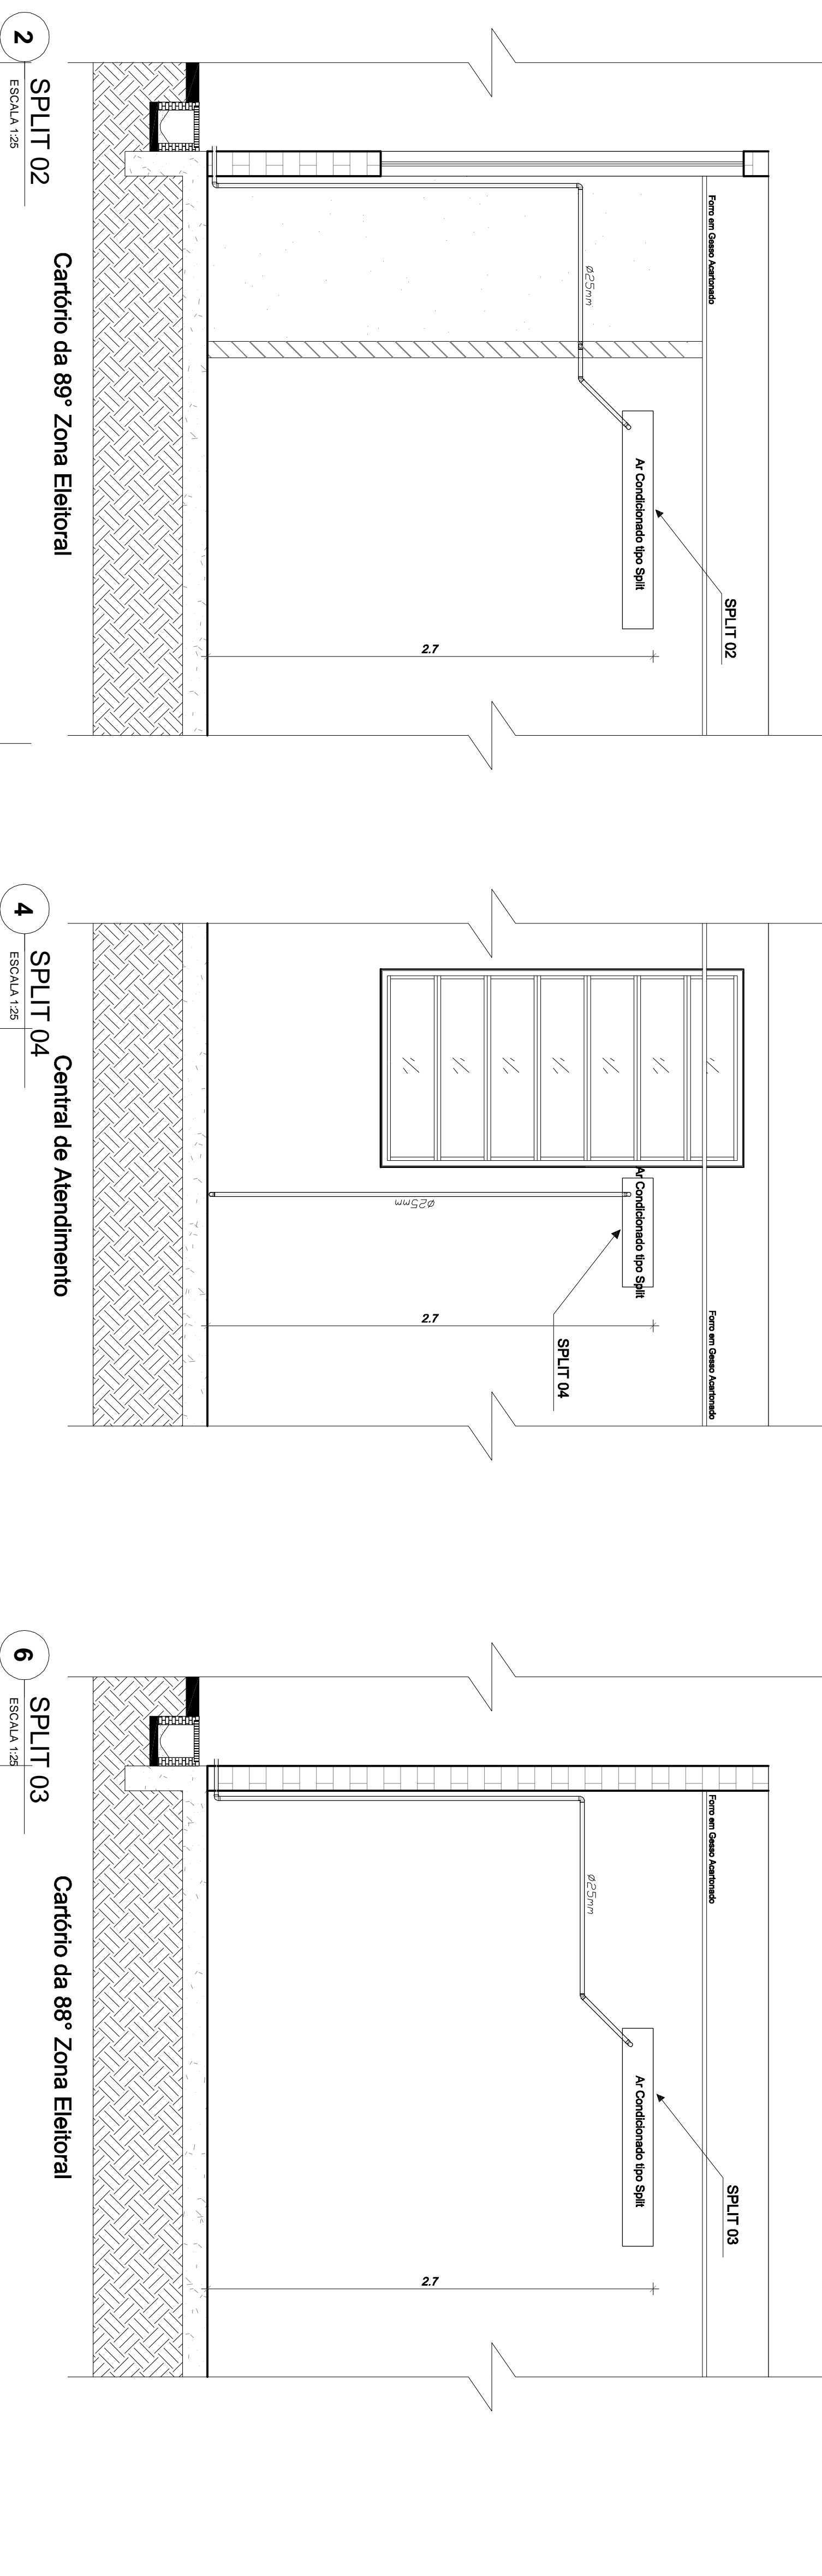 Forro em Gesso Acartonado
SPLIT 02
Ar Condicionado tipo Split
Ø25mm
2.7
2
SPLIT 02
ESCALA 1:25
Cartório da 89° Zona Eleitoral
Forro em Gesso Acartonado
Ar Condicionado tipo Split
SPLIT 04
Ø25mm
2.7
4
SPLIT 04
ESCALA 1:25
Central de Atendimento
Forro em Gesso Acartonado
SPLIT 03
Ar Condicionado tipo Split
Ø25mm
2.7
6
SPLIT 03
ESCALA 1:25
Cartório da 88° Zona Eleitoral